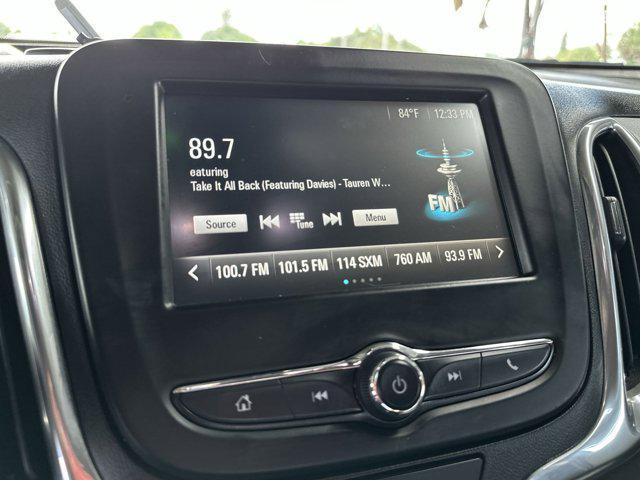 84°F 12:33 PM
89.7
eaturing
Take It All Back (Featuring Davies) - Tauren W...
FM
Source Tune Menu
100.7 FM 101.5 FM 114 SXM 760 AM 93.9 FM